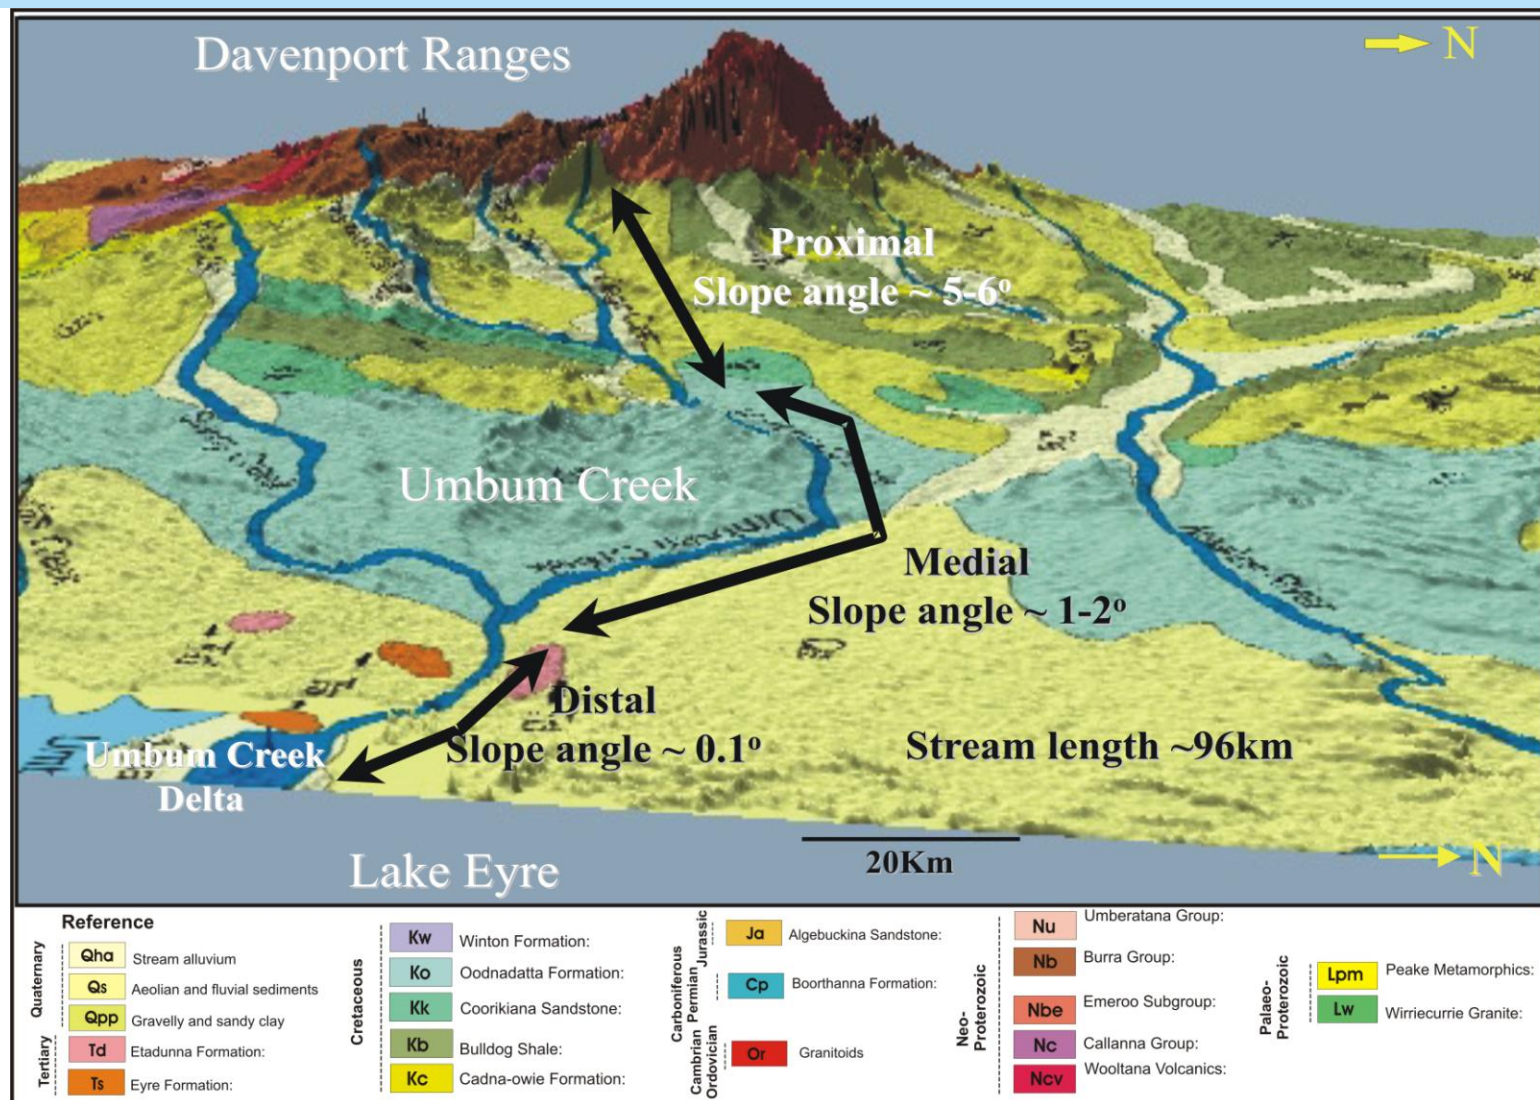 Davenport Ranges
N
Proximal
Slope angle ~ 5-6º
Umbum Creek
Medial
Slope angle ~ 1-2º
Distal
Slope angle ~ 0.1º
Stream length ~96km
Umbum Creek
Delta
20Km
N
Lake Eyre
Reference
Quaternary
Qha Stream alluvium
Qs Aeolian and fluvial sediments
Qpp Gravelly and sandy clay
Tertiary
Td Etadunna Formation:
Ts Eyre Formation:
Cretaceous
Kw Winton Formation:
Ko Oodnadatta Formation:
Kk Coorikiana Sandstone:
Kb Bulldog Shale:
Kc Cadna-owie Formation:
Jurassic
Ja Algebuckina Sandstone:
Carboniferous
Permian
Cp Boorthanna Formation:
Cambrian
Ordovician
Or Granitoids
Neo-
Proterozoic
Nu Umberatana Group:
Nb Burra Group:
Nbe Emeroo Subgroup:
Nc Callanna Group:
Ncv Wooltana Volcanics:
Palaeo-
Proterozoic
Lpm Peake Metamorphics:
Lw Wirriecurrie Granite: